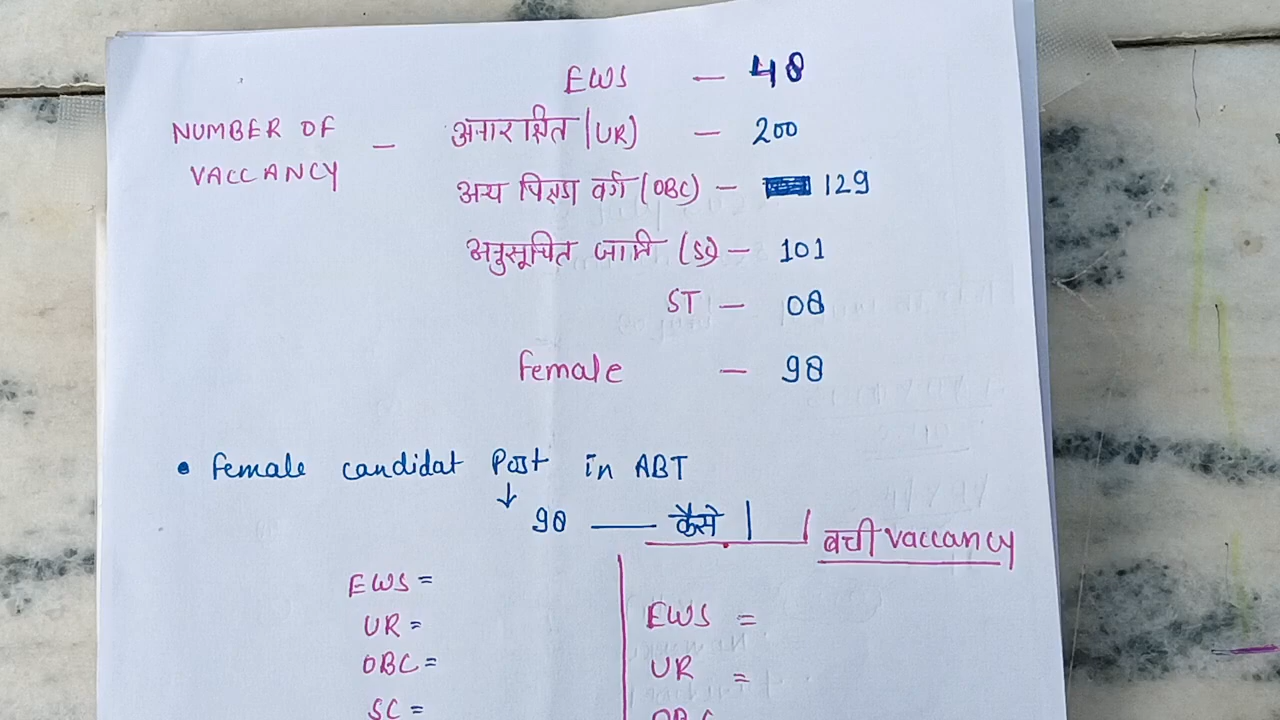 EWS — 48
NUMBER OF VACCANCY — अनारक्षित (UR) — 200
अन्य पिछडा वर्ग (OBC) — 129
अनुसूचित जाति (SC) — 101
ST — 08
Female — 98
• Female candidat Post in ABT
↓
98 —— कैसे | | बची vaccancy
EWS =
UR =
OBC =
SC =
EWS =
UR =
OBC